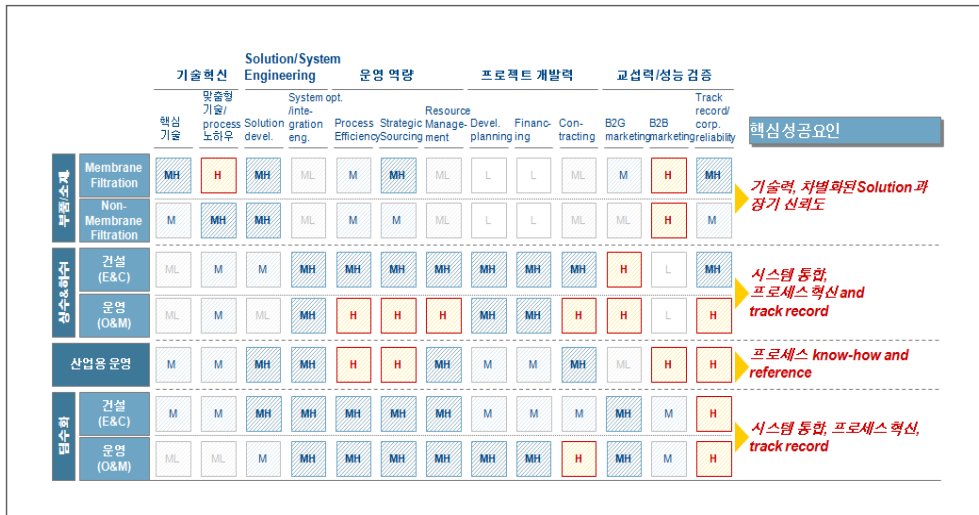 기술혁신
Solution/System
Engineering
운영 역량
프로젝트 개발력
교섭력/성능 검증
핵심
기술
맞춤형
기술/
process
노하우
Solution
devel.
System opt.
/inte-
gration
eng.
Process
Efficiency
Strategic
Sourcing
Resource
Manage-
ment
Devel.
planning
Financ-
ing
Con-
tracting
B2G
marketing
B2B
marketing
Track
record/
corp.
reliability
핵심성공요인
부품/소재
Membrane
Filtration
MH H MH ML M MH ML L L ML M H MH
Non-
Membrane
Filtration
M MH MH ML M M ML L L ML ML H M
기술력, 차별화된 Solution과
장기 신뢰도
상수&하수
건설
(E&C)
ML M M MH MH MH MH MH MH MH H L MH
운영
(O&M)
ML M ML MH H H H MH MH H H L H
시스템 통합,
프로세스 혁신 and
track record
산업용 운영
M M MH MH H H MH M M MH ML H H
프로세스 know-how and
reference
담수화
건설
(E&C)
M M MH MH MH MH MH M M M MH M H
운영
(O&M)
ML ML M MH MH MH MH MH MH H MH M H
시스템 통합, 프로세스 혁신,
track record